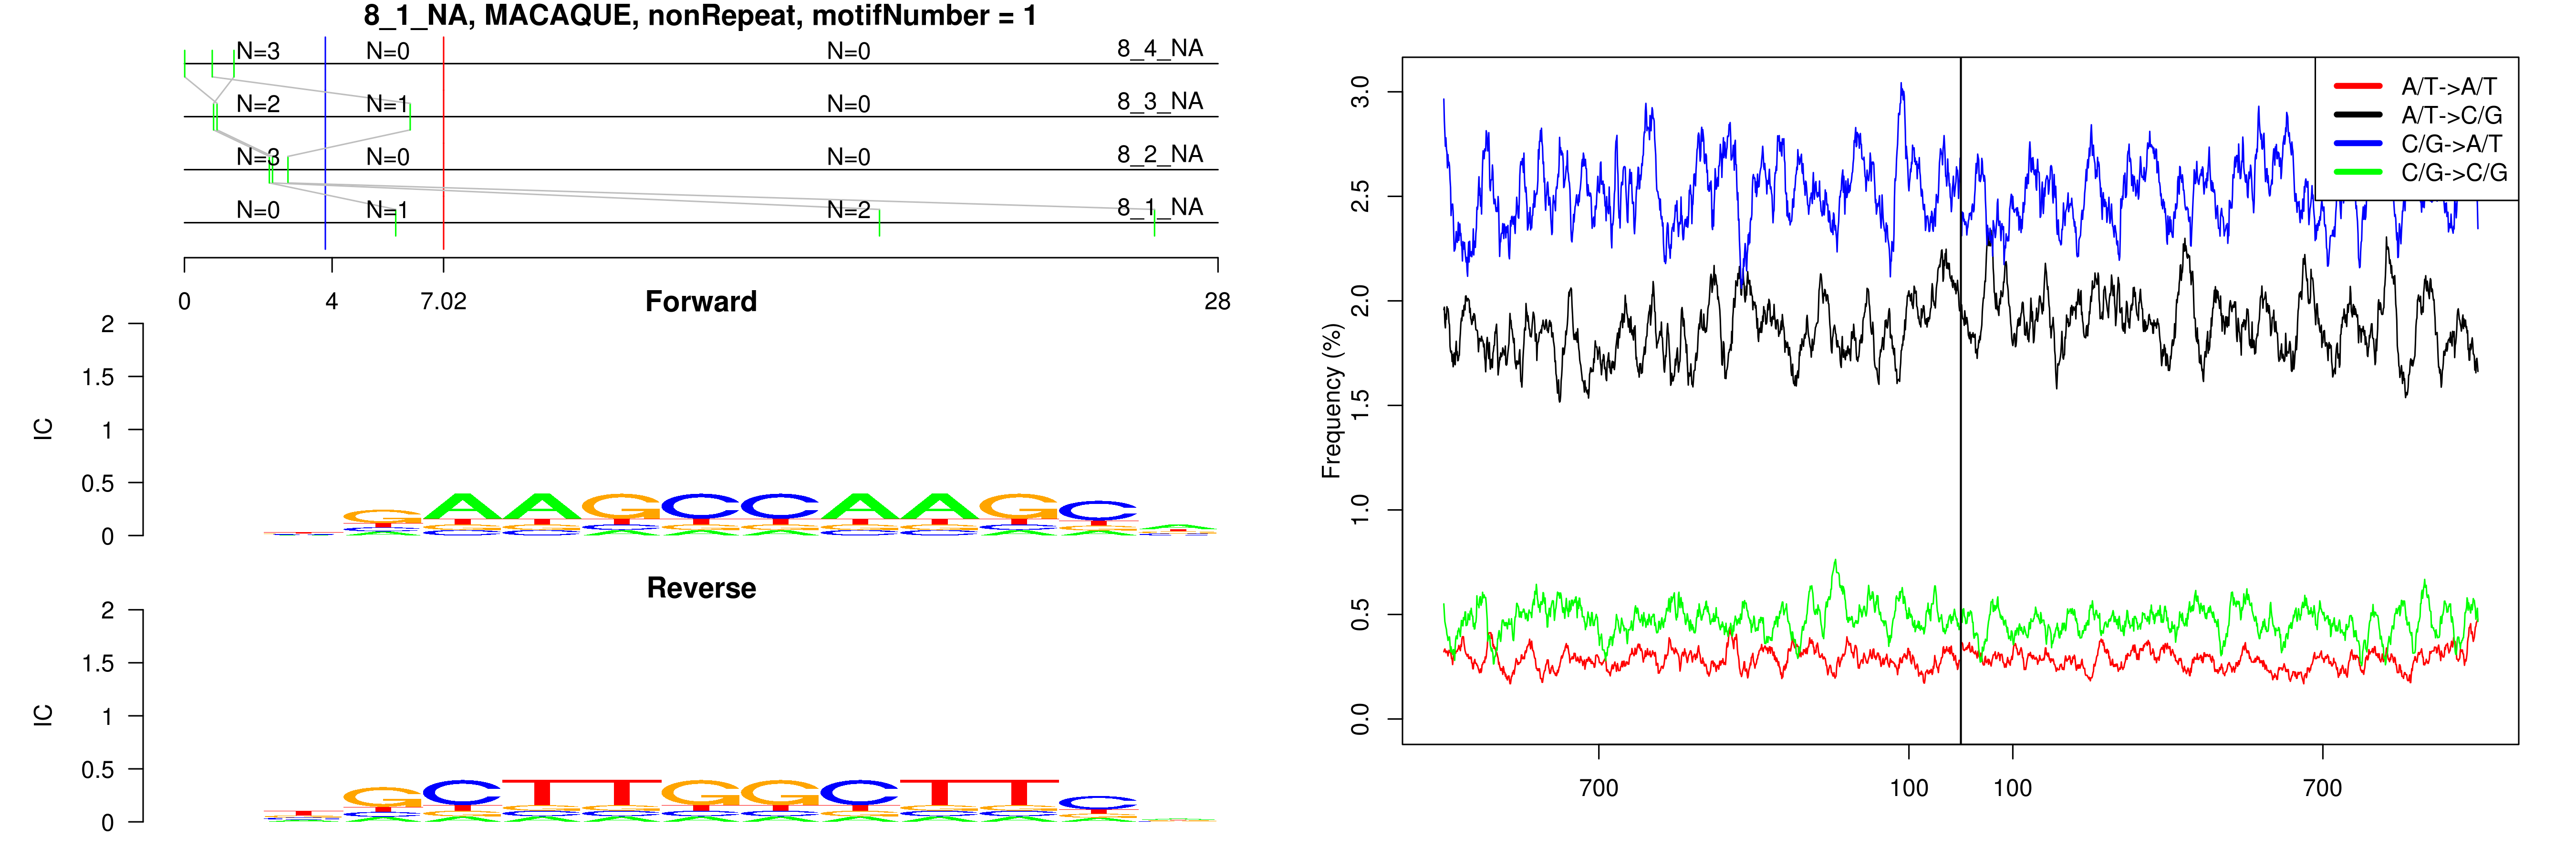 8_1_NA, MACAQUE, nonRepeat, motifNumber = 1
N=3 N=0 N=0 8_4_NA
N=2 N=1 N=0 8_3_NA
N=3 N=0 N=0 8_2_NA
N=0 N=1 N=2 8_1_NA
0 4 7.02 28
Forward
2
1.5
1
0.5
0
IC
GAAGCCAAGC
Reverse
2
1.5
1
0.5
0
IC
GCTTGGCTTC
3.0
2.5
2.0
1.5
1.0
0.5
0.0
Frequency (%)
A/T->A/T
A/T->C/G
C/G->A/T
C/G->C/G
700 100 100 700